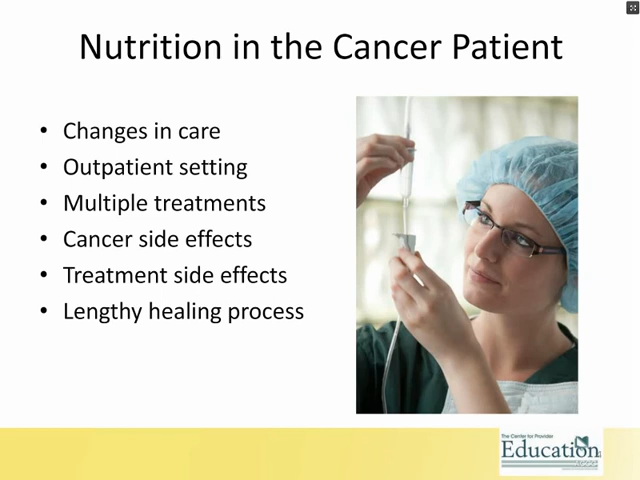 Nutrition in the Cancer Patient
• Changes in care
• Outpatient setting
• Multiple treatments
• Cancer side effects
• Treatment side effects
• Lengthy healing process
The Center for Provider
Education